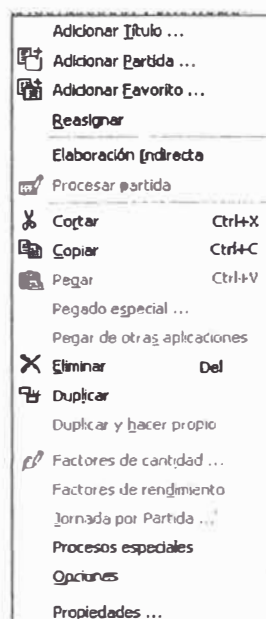 Adicionar Título ...
Adicionar Partida ...
Adicionar Favorito ...
Reasignar
Elaboración Indirecta
Procesar partida
Cortar Ctrl+X
Copiar Ctrl+C
Pegar Ctrl+V
Pegado especial ...
Pegar de otras aplicaciones
Eliminar Del
Duplicar
Duplicar y hacer propio
Factores de cantidad ...
Factores de rendimiento
Jornada por Partida ...
Procesos especiales
Opciones
Propiedades ...